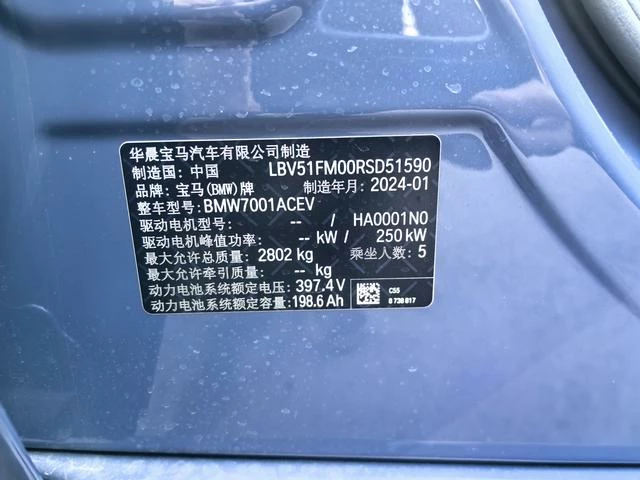 华晨宝马汽车有限公司制造
制造国: 中国 LBV51FM00RSD51590
品牌: 宝马(BMW)牌 制造年月: 2024-01
整车型号: BMW7001ACEV
驱动电机型号: -- / HA0001N0
驱动电机峰值功率: -- kW / 250 kW
最大允许总质量: 2802 kg 乘坐人数: 5
最大允许牵引质量: -- kg
动力电池系统额定电压: 397.4V
动力电池系统额定容量: 198.6Ah
C55
8 738 817